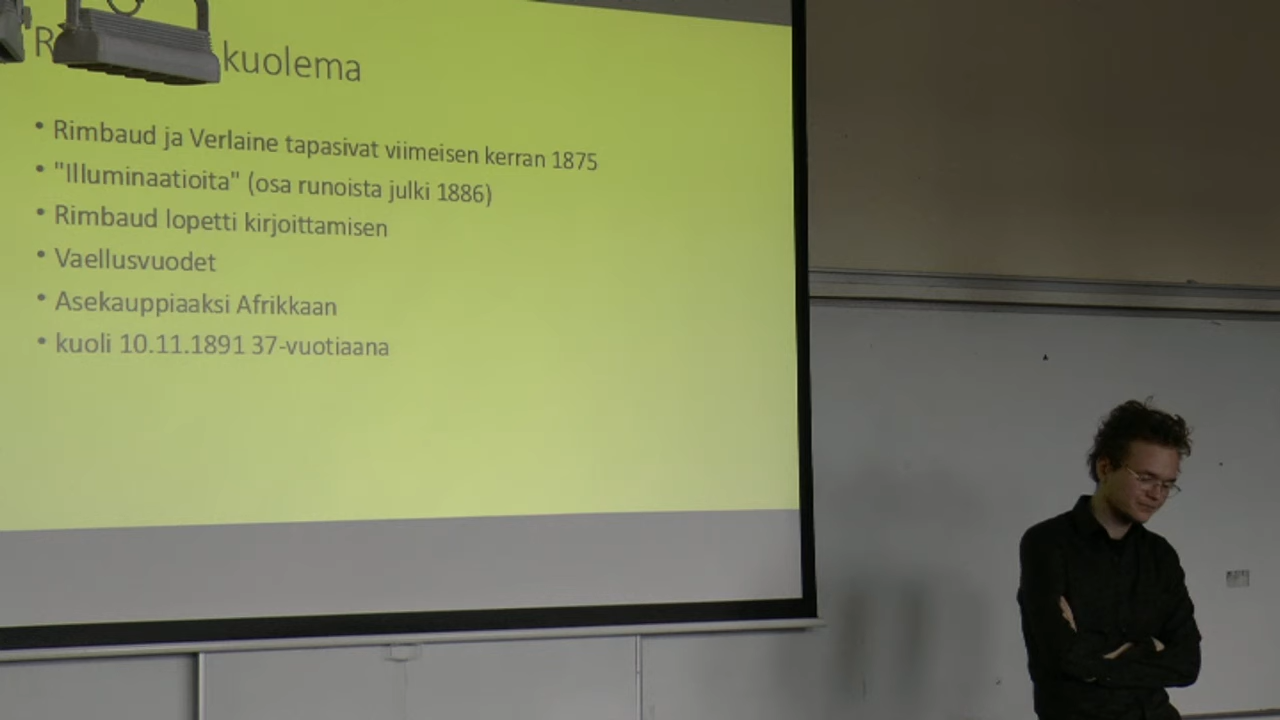 kuolema
• Rimbaud ja Verlaine tapasivat viimeisen kerran 1875
• "Illuminaatioita" (osa runoista julki 1886)
• Rimbaud lopetti kirjoittamisen
• Vaellusvuodet
• Asekauppiaaksi Afrikkaan
• kuoli 10.11.1891 37-vuotiaana